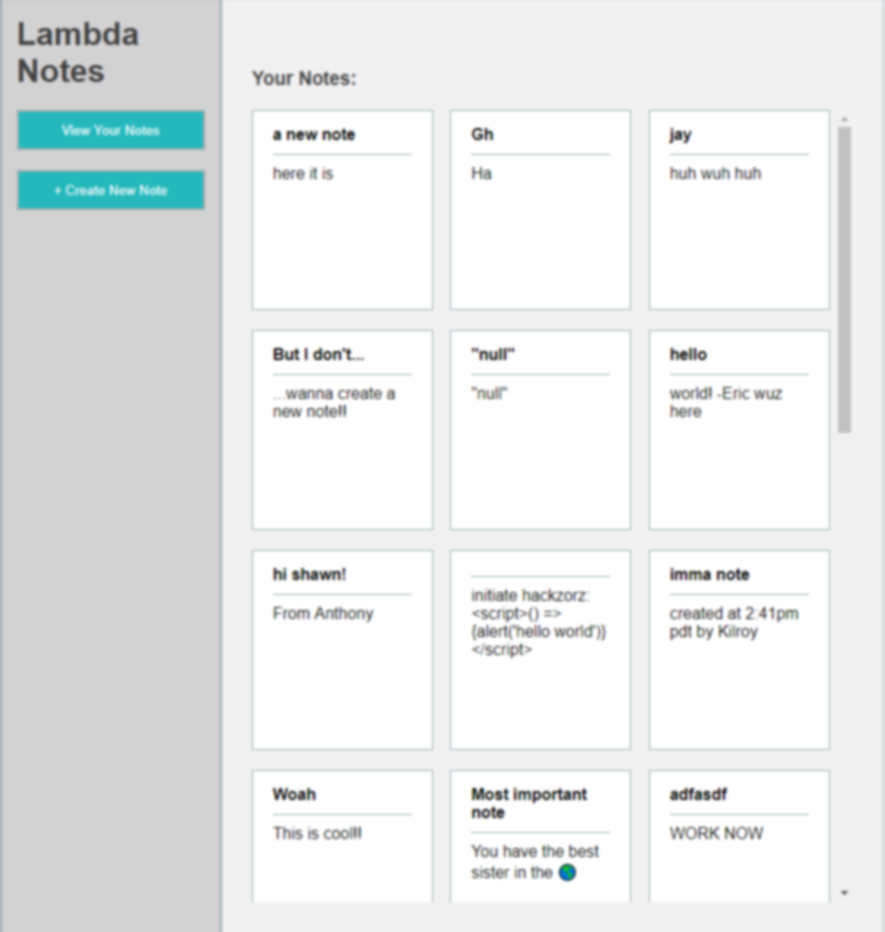 Lambda
Notes
View Your Notes
+ Create New Note
Your Notes:
a new note
here it is
Gh
Ha
jay
huh wuh huh
But I don't...
...wanna create a
new note!!
"null"
"null"
hello
world! -Eric wuz
here
hi shawn!
From Anthony
initiate hackzorz:
<script>() =>
{alert('hello world')}
</script>
imma note
created at 2:41pm
pdt by Kilroy
Woah
This is cool!!
Most important
note
You have the best
sister in the 🌎
adfasdf
WORK NOW